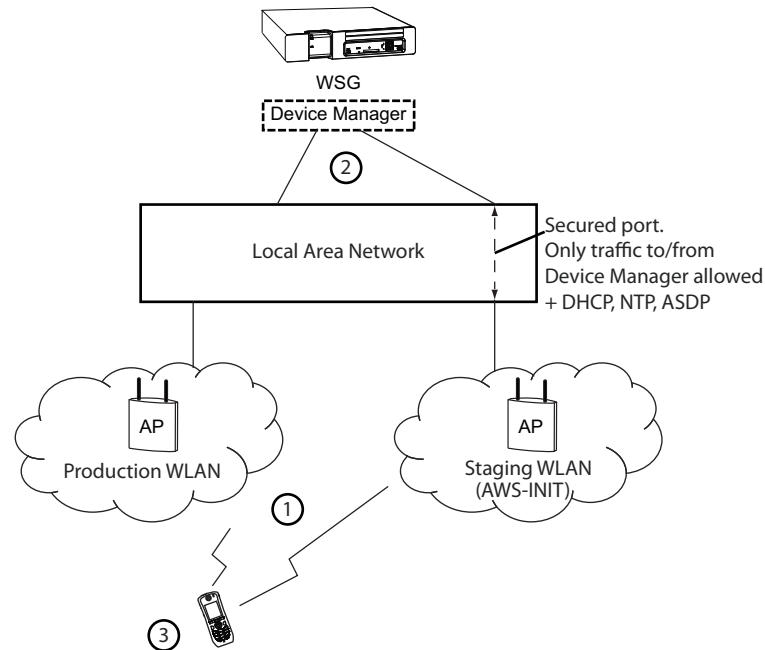 WSG
Device Manager
2
Local Area Network
Secured port.
Only traffic to/from
Device Manager allowed
+ DHCP, NTP, ASDP
AP
Production WLAN
AP
Staging WLAN
(AWS-INIT)
1
3